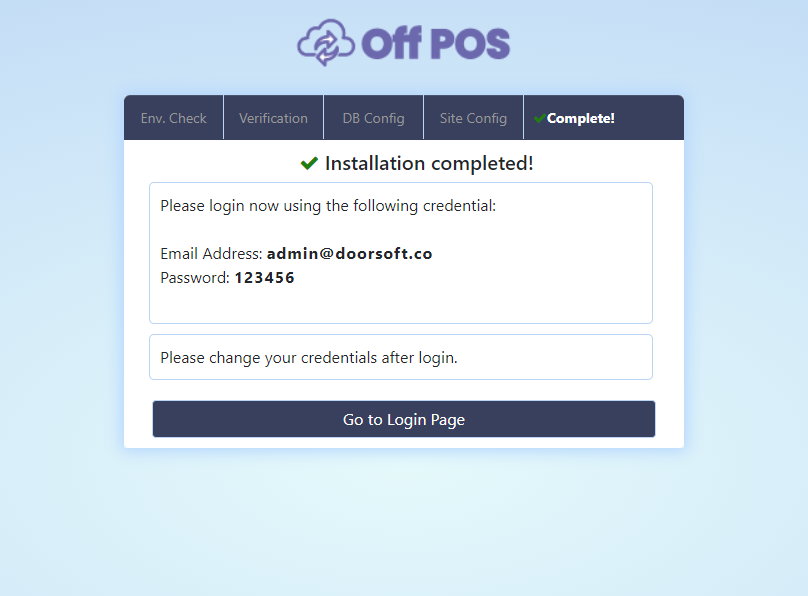 Off POS
Env. Check
Verification
DB Config
Site Config
Complete!
Installation completed!
Please login now using the following credential:
Email Address: admin@doorsoft.co
Password: 123456
Please change your credentials after login.
Go to Login Page